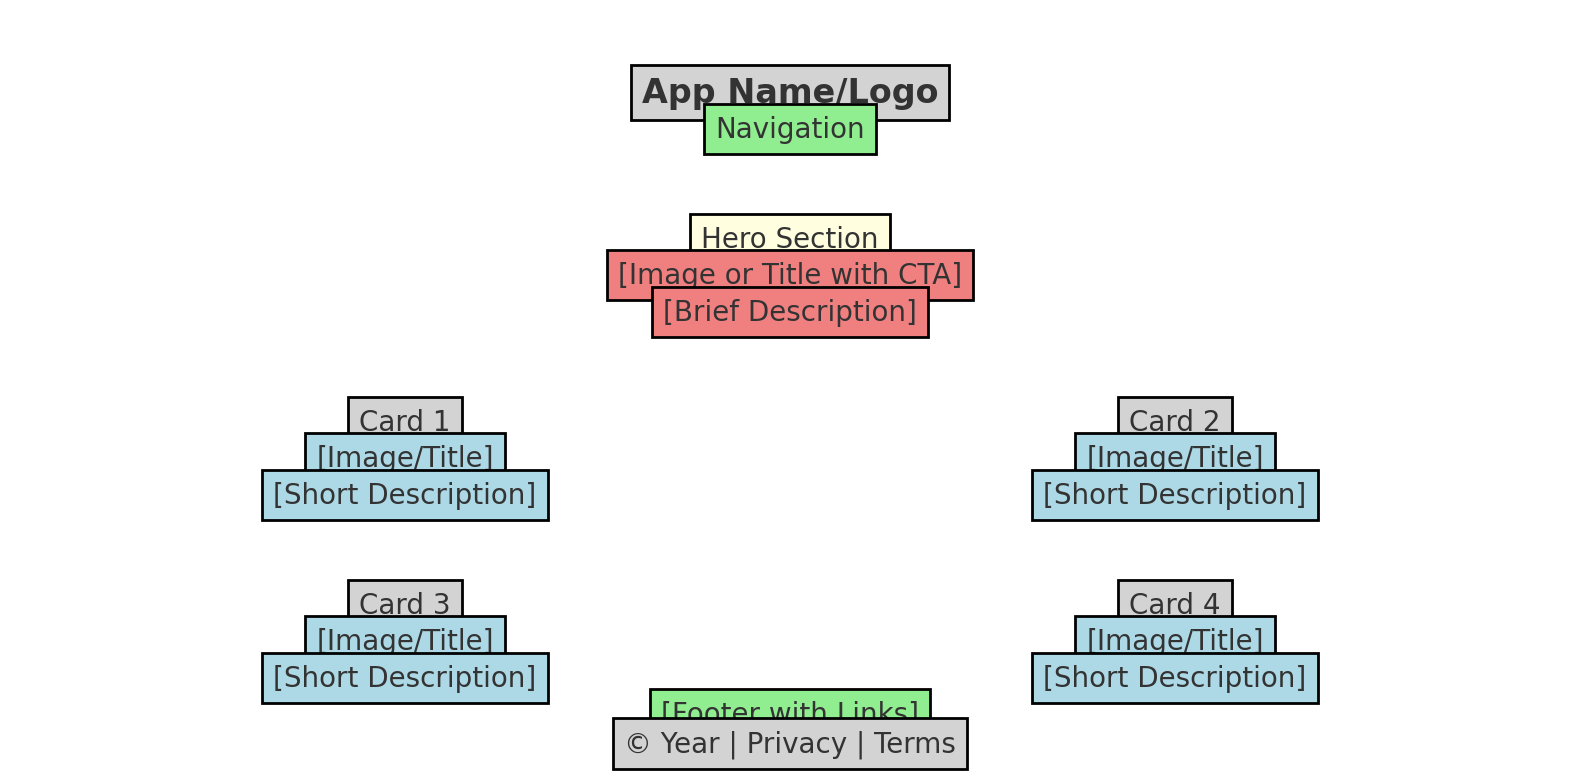 App Name/Logo
Navigation
Hero Section
[Image or Title with CTA]
[Brief Description]
Card 1
[Image/Title]
[Short Description]
Card 2
[Image/Title]
[Short Description]
Card 3
[Image/Title]
[Short Description]
Card 4
[Image/Title]
[Short Description]
[Footer with Links]
© Year | Privacy | Terms